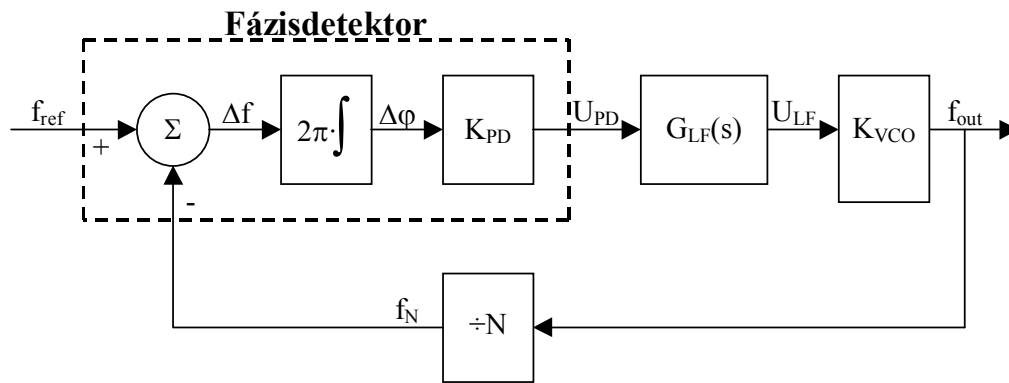 Fázisdetektor
f_ref
+
Σ
-
Δf
2π·∫
Δφ
K_PD
U_PD
G_LF(s)
U_LF
K_VCO
f_out
f_N
÷N